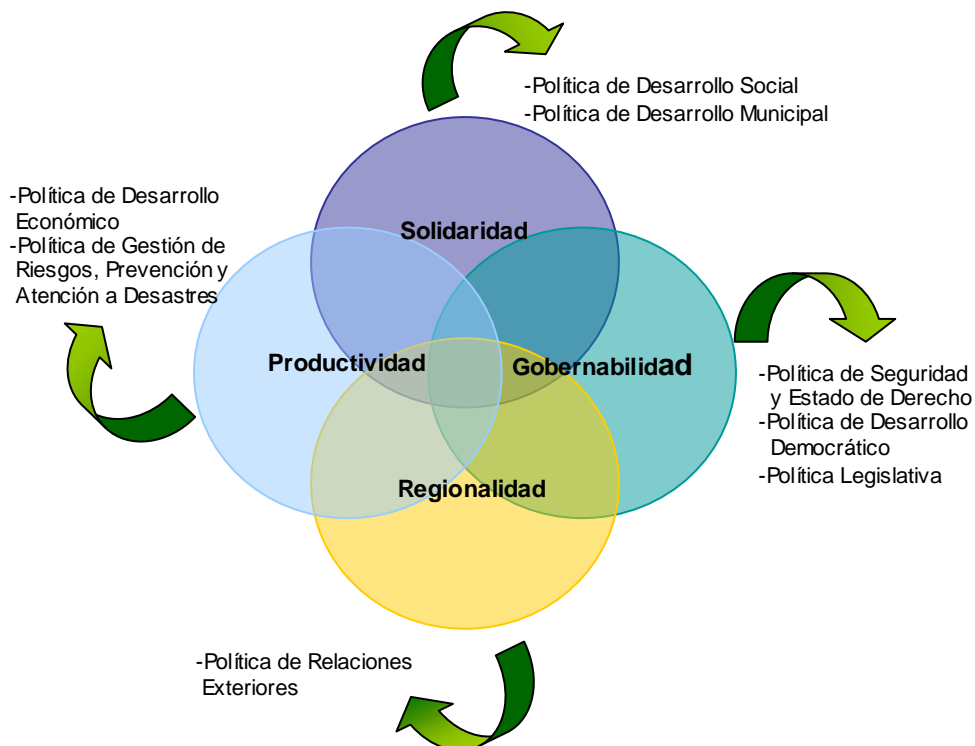 -Política de Desarrollo Social
-Política de Desarrollo Municipal
-Política de Desarrollo
Económico
-Política de Gestión de
Riesgos, Prevención y
Atención a Desastres
Solidaridad
Productividad
Gobernabilidad
Regionalidad
-Política de Seguridad
y Estado de Derecho
-Política de Desarrollo
Democrático
-Política Legislativa
-Política de Relaciones
Exteriores